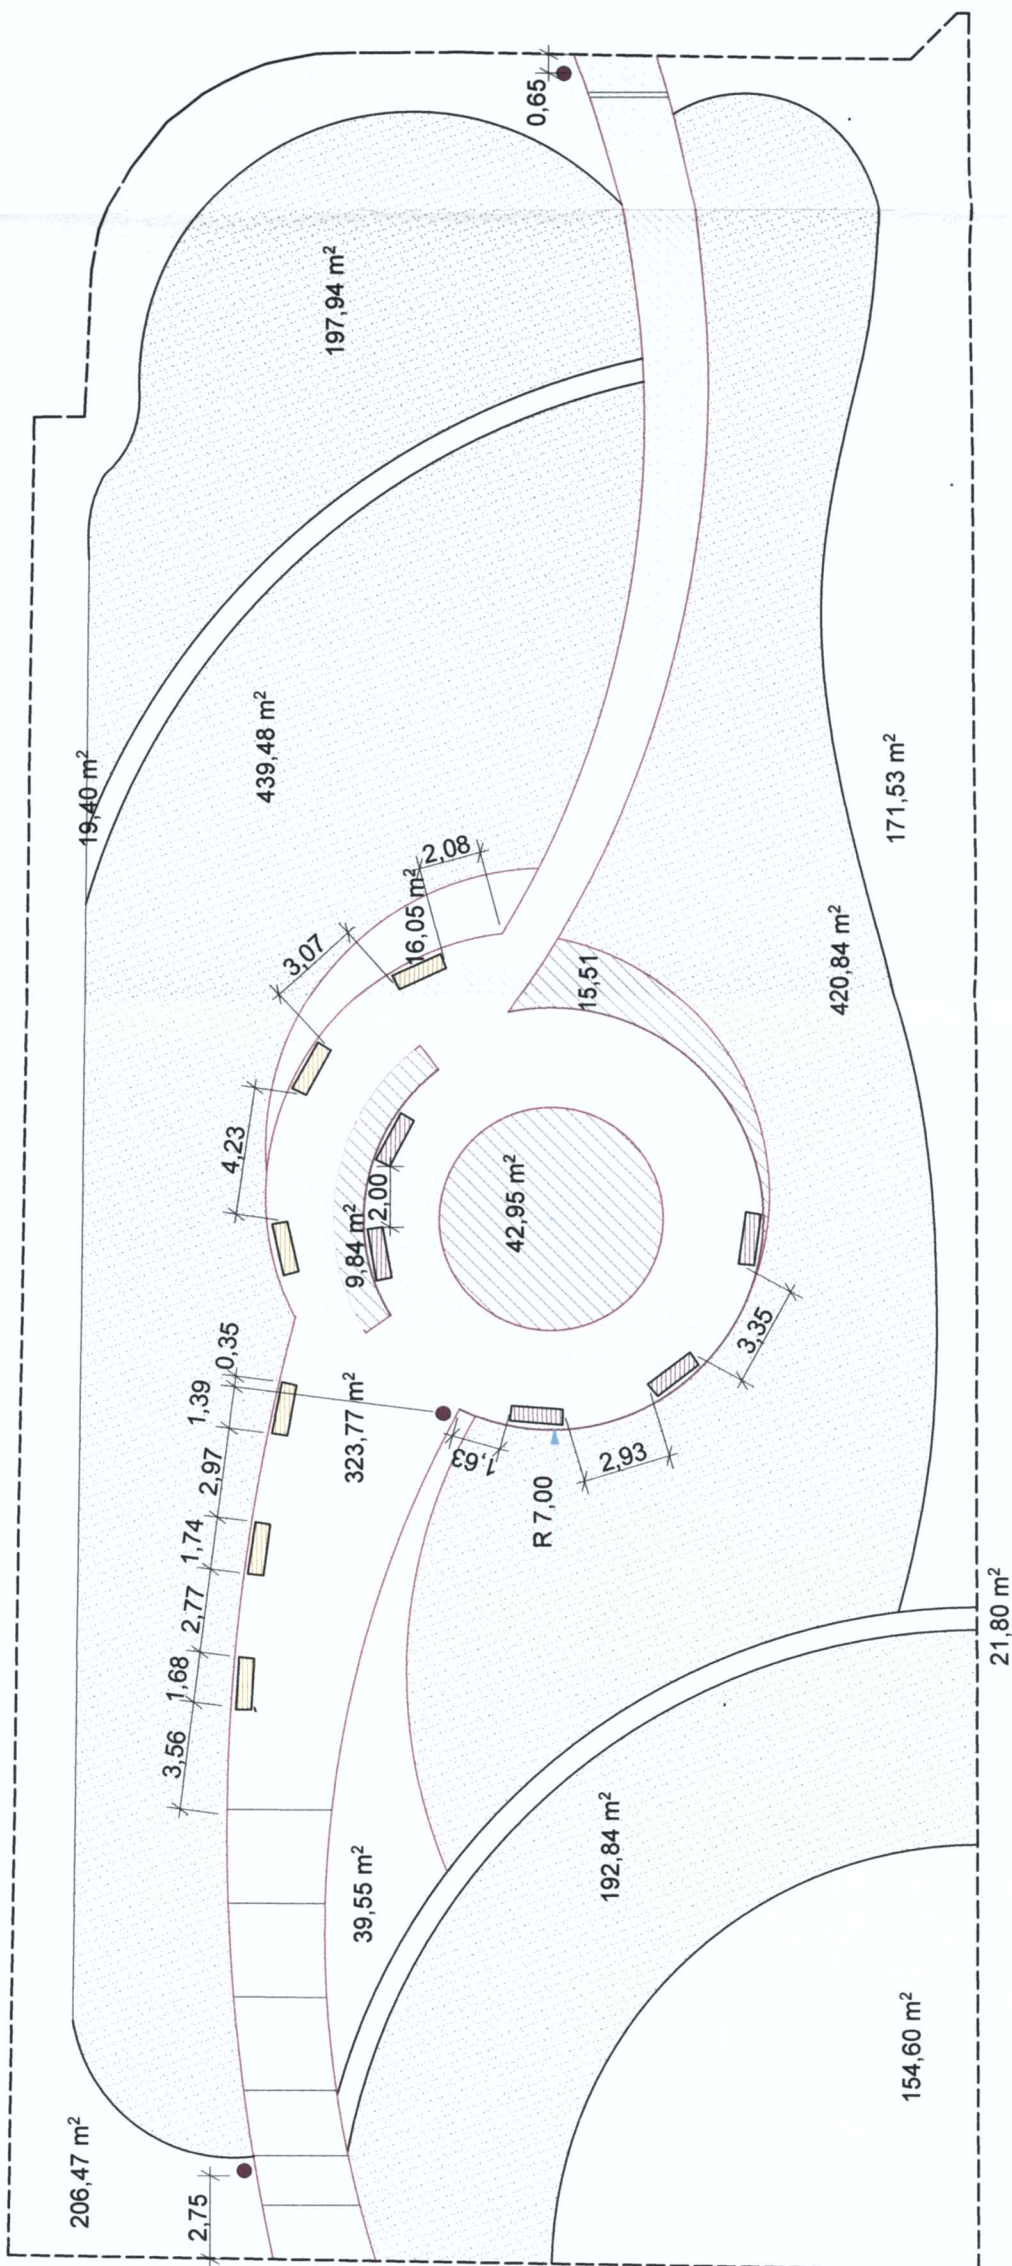 0,65
197,94 m²
19,40 m²
439,48 m²
171,53 m²
2,08
16,05 m²
3,07
15,51
420,84 m²
4,23
2,00
9,84 m²
42,95 m²
0,35
1,39
323,77 m²
3,35
2,97
1,63
2,93
R 7,00
1,74
2,77
1,68
3,56
21,80 m²
192,84 m²
39,55 m²
154,60 m²
206,47 m²
2,75